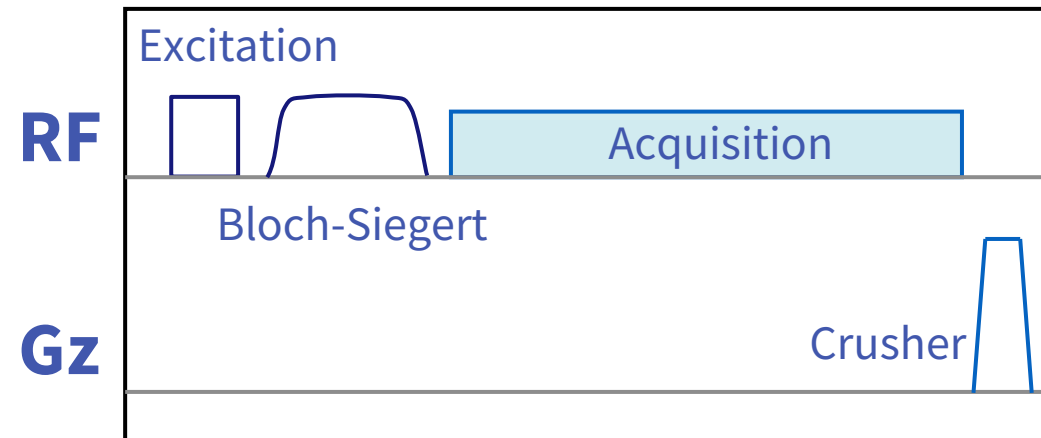 Excitation
RF
Acquisition
Bloch-Siegert
Gz
Crusher